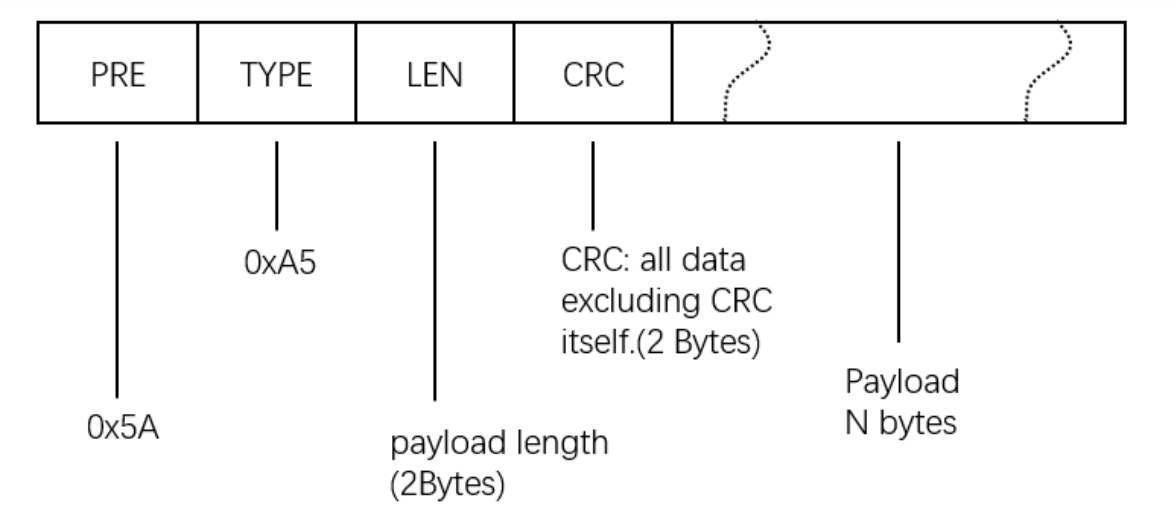 PRE
TYPE
LEN
CRC
0xA5
CRC: all data
excluding CRC
itself.(2 Bytes)
Payload
N bytes
0x5A
payload length
(2Bytes)